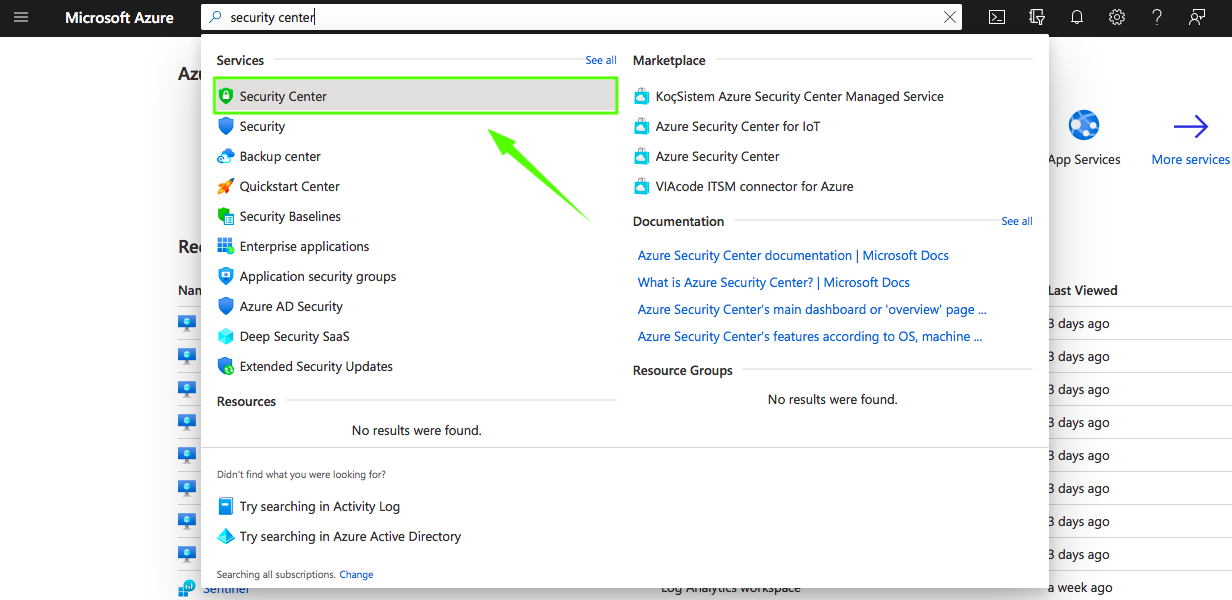 Microsoft Azure
security center
Services
See all
Security Center
Security
Backup center
Quickstart Center
Security Baselines
Enterprise applications
Application security groups
Azure AD Security
Deep Security SaaS
Extended Security Updates
Resources
No results were found.
Marketplace
KoçSistem Azure Security Center Managed Service
Azure Security Center for IoT
Azure Security Center
VIAcode ITSM connector for Azure
Documentation
See all
Azure Security Center documentation | Microsoft Docs
What is Azure Security Center? | Microsoft Docs
Azure Security Center's main dashboard or 'overview' page ...
Azure Security Center's features according to OS, machine ...
Resource Groups
No results were found.
Didn't find what you were looking for?
Try searching in Activity Log
Try searching in Azure Active Directory
Searching all subscriptions. Change
App Services
More services
Last Viewed
3 days ago
3 days ago
3 days ago
3 days ago
3 days ago
3 days ago
3 days ago
3 days ago
Sentinel
Log Analytics workspace
a week ago